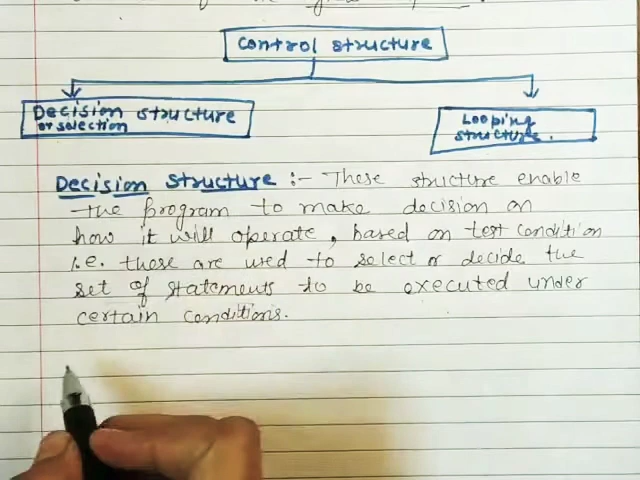 of the
Control structure
Decision structure
or selection
Looping
structure.
Decision structure :- These structure enable
the program to make decision on
how it will operate, based on test condition
i.e. these are used to select or decide the
set of statements to be executed under
certain conditions.